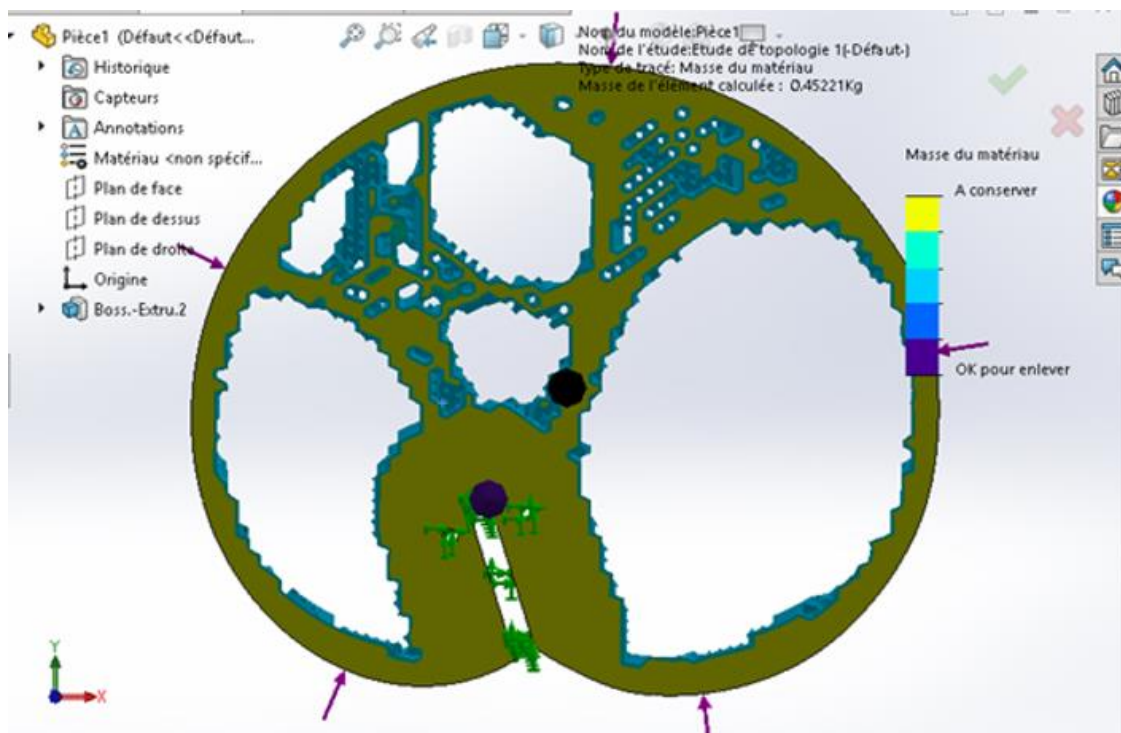 Pièce1 (Défaut<<Défaut...
Historique
Capteurs
Annotations
Matériau <non spécif...
Plan de face
Plan de dessus
Plan de droite
Origine
Boss.-Extru.2
Nom du modèle:Pièce1
Nom de l'étude:Etude de topologie 1(-Défaut-)
Type de tracé: Masse du matériau
Masse de l'élément calculée : 0.45221Kg
Masse du matériau
A conserver
OK pour enlever
Y
X